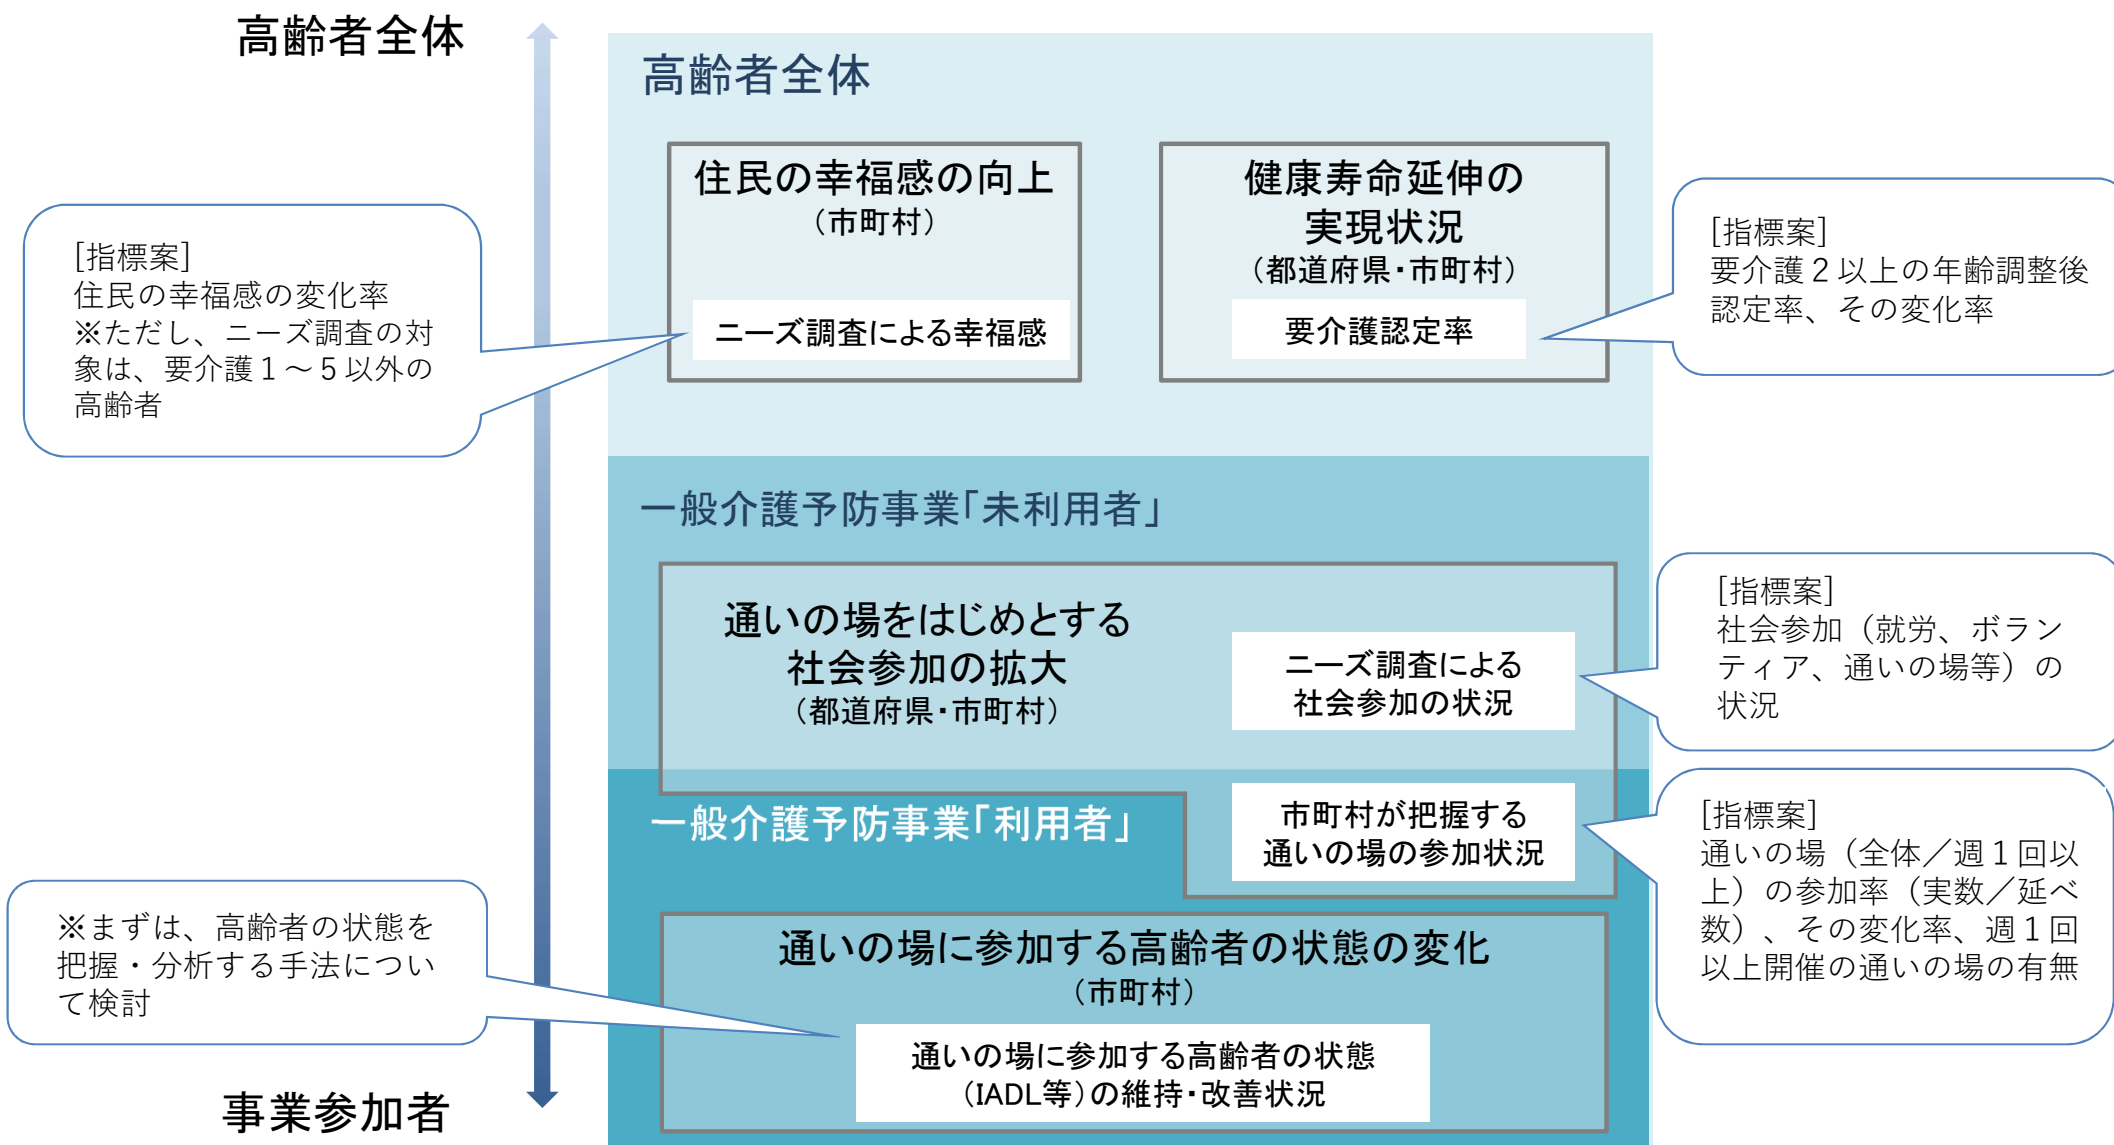 高齢者全体
高齢者全体
住民の幸福感の向上
（市町村）
ニーズ調査による幸福感
健康寿命延伸の
実現状況
（都道府県・市町村）
要介護認定率
[指標案]
住民の幸福感の変化率
※ただし、ニーズ調査の対
象は、要介護１～５以外の
高齢者
[指標案]
要介護２以上の年齢調整後
認定率、その変化率
一般介護予防事業「未利用者」
通いの場をはじめとする
社会参加の拡大
（都道府県・市町村）
ニーズ調査による
社会参加の状況
[指標案]
社会参加（就労、ボラン
ティア、通いの場等）の
状況
一般介護予防事業「利用者」
市町村が把握する
通いの場の参加状況
[指標案]
通いの場（全体／週１回以
上）の参加率（実数／延べ
数）、その変化率、週１回
以上開催の通いの場の有無
※まずは、高齢者の状態を
把握・分析する手法につい
て検討
通いの場に参加する高齢者の状態の変化
（市町村）
通いの場に参加する高齢者の状態
（IADL等）の維持・改善状況
事業参加者